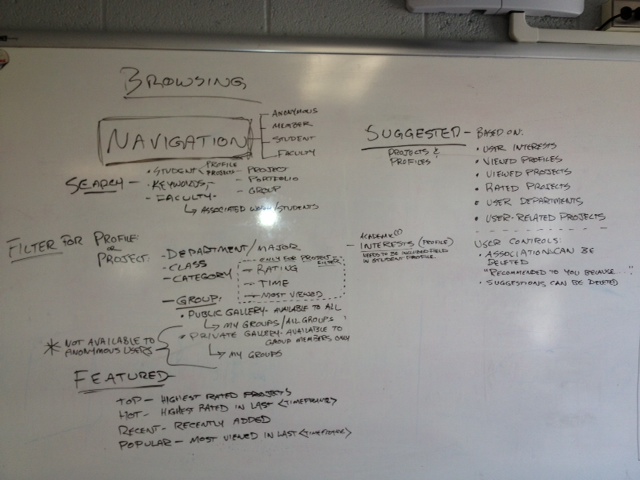 BROWSING
NAVIGATION
ANONYMOUS
MEMBER
STUDENT
FACULTY
SEARCH -
• STUDENT
PROFILE
PROJECT
- PROJECT
- PORTFOLIO
- GROUP
• KEYWORDS
- FACULTY
ASSOCIATED WORK/STUDENTS
FILTER FOR PROFILE
OR
PROJECT
- DEPARTMENT/MAJOR
- CLASS
- CATEGORY
- ONLY FOR PROJECT
FILTER
- RATING
- TIME
- MOST VIEWED
- GROUP:
• PUBLIC GALLERY - AVAILABLE TO ALL
MY GROUPS/ALL GROUPS
• PRIVATE GALLERY - AVAILABLE TO
GROUP MEMBERS ONLY
MY GROUPS
* NOT AVAILABLE TO
ANONYMOUS USERS
ACADEMIC
- INTERESTS (PROFILE)
NEEDS TO BE INCLUDED FIELD
IN STUDENT PROFILE
FEATURED -
TOP - HIGHEST RATED PROJECTS
HOT - HIGHEST RATED IN LAST <TIMEFRAME>
RECENT - RECENTLY ADDED
POPULAR - MOST VIEWED IN LAST <TIMEFRAME>
SUGGESTED -
PROJECTS &
PROFILES
BASED ON:
• USER INTERESTS
• VIEWED PROFILES
• VIEWED PROJECTS
• RATED PROJECTS
• USER DEPARTMENTS
• USER-RELATED PROJECTS
USER CONTROLS:
• ASSOCIATION CAN BE
DELETED
"RECOMMENDED TO YOU BECAUSE..."
• SUGGESTIONS CAN BE DELETED